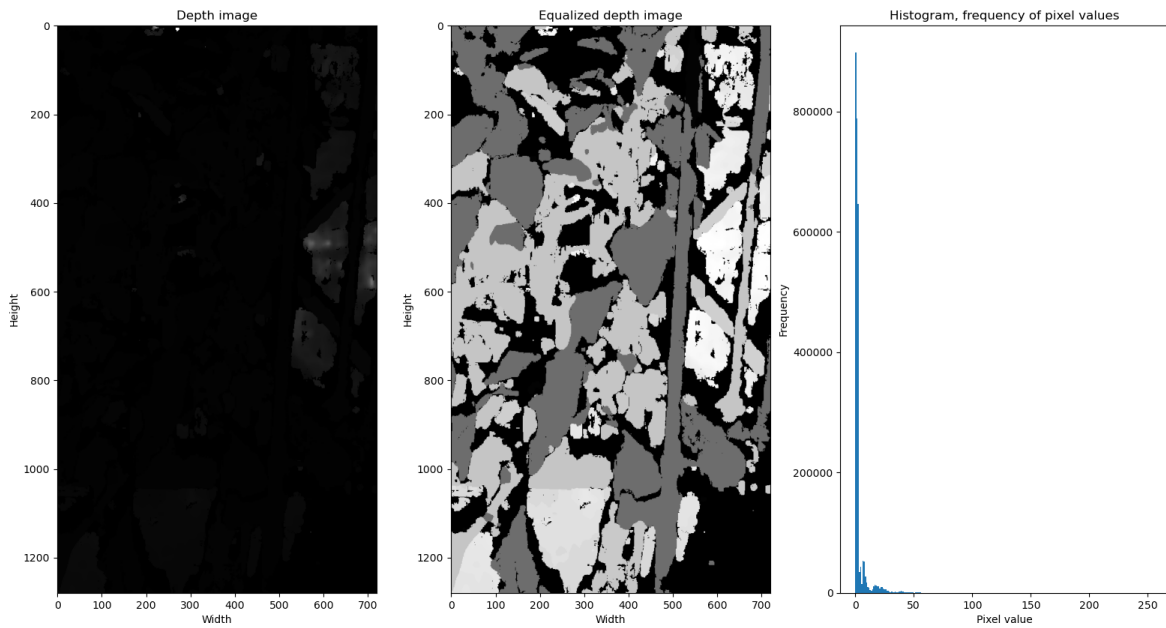 Depth image
0
200
400
600
800
1000
1200
Height
0 100 200 300 400 500 600 700
Width
Equalized depth image
0
200
400
600
800
1000
1200
Height
0 100 200 300 400 500 600 700
Width
Histogram, frequency of pixel values
800000
600000
400000
200000
0
Frequency
0 50 100 150 200 250
Pixel value